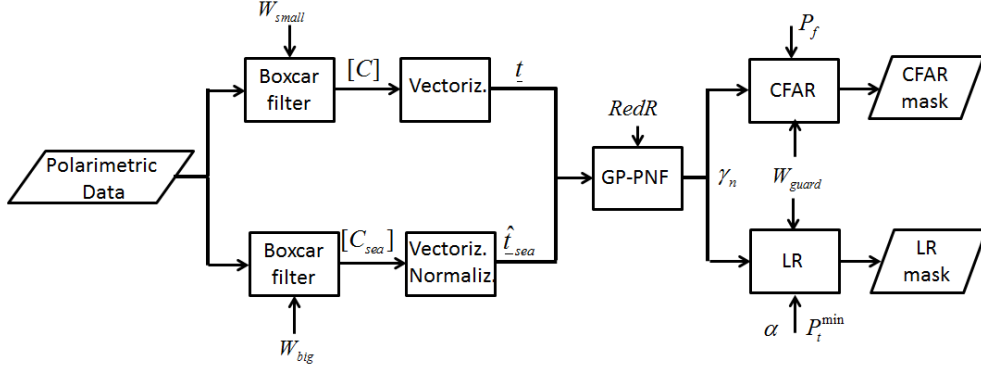 W_small
Boxcar
filter
[C]
Vectoriz.
t
Polarimetric
Data
Boxcar
filter
W_big
[C_sea]
Vectoriz.
Normaliz.
t̂_sea
RedR
GP-PNF
γ_n
P_f
CFAR
CFAR
mask
W_guard
LR
LR
mask
α
P_t^min